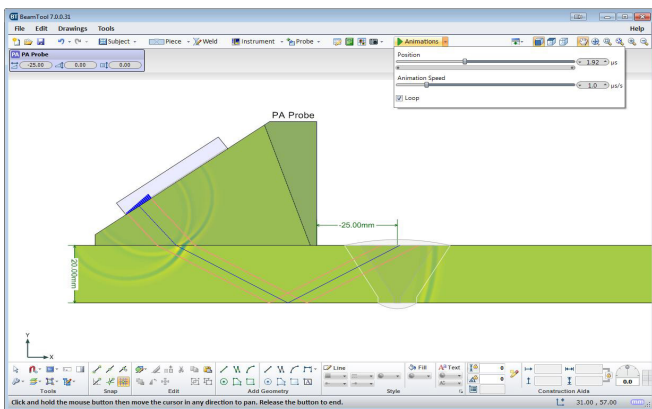 BT BeamTool 7.0.0.31
File Edit Drawings Tools Help
Subject Piece Weld Instrument Probe Animations
PA Probe
-25.00 0.00 0.00
Position
1.92 µs
Animation Speed
1.0 µs/s
Loop
PA Probe
-25.00mm
20.00mm
Y
X
Line Fill Text 0
0
0.0
Tools Snap Edit Add Geometry Style Construction Aids
Click and hold the mouse button then move the cursor in any direction to pan. Release the button to end. 31.00 , 57.00